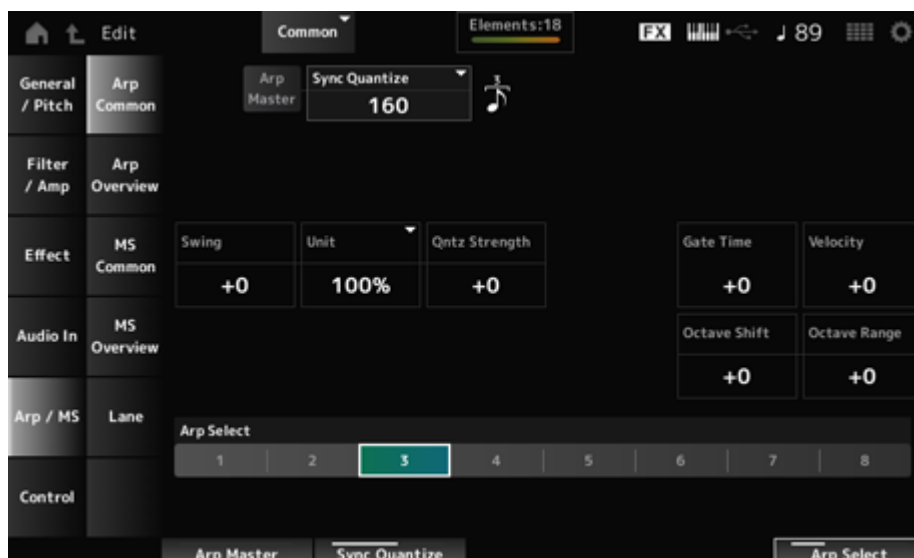 Edit
Common
Elements:18
FX
89
General
/ Pitch
Arp
Common
Arp
Master
Sync Quantize
160
3
Filter
/ Amp
Arp
Overview
Effect
MS
Common
Swing
Unit
Qntz Strength
Gate Time
Velocity
+0
100%
+0
+0
+0
Audio In
MS
Overview
Octave Shift
Octave Range
+0
+0
Arp / MS
Lane
Arp Select
1
2
3
4
5
6
7
8
Control
Arp Master
Sync Quantize
Arp Select